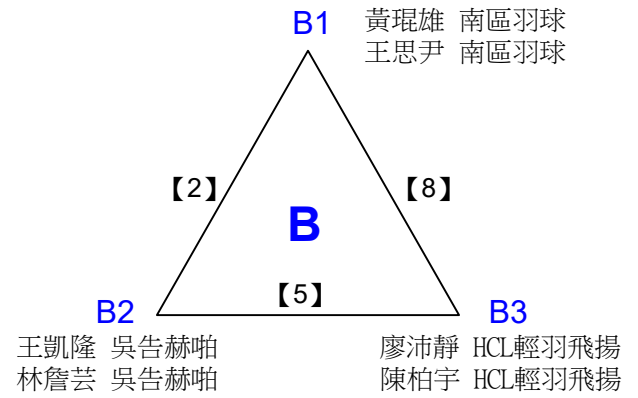 B1
黃琨雄 南區羽球
王思尹 南區羽球
【2】
【8】
B
【5】
B2
B3
王凱隆 吳告赫啪
林詹芸 吳告赫啪
廖沛靜 HCL輕羽飛揚
陳柏宇 HCL輕羽飛揚